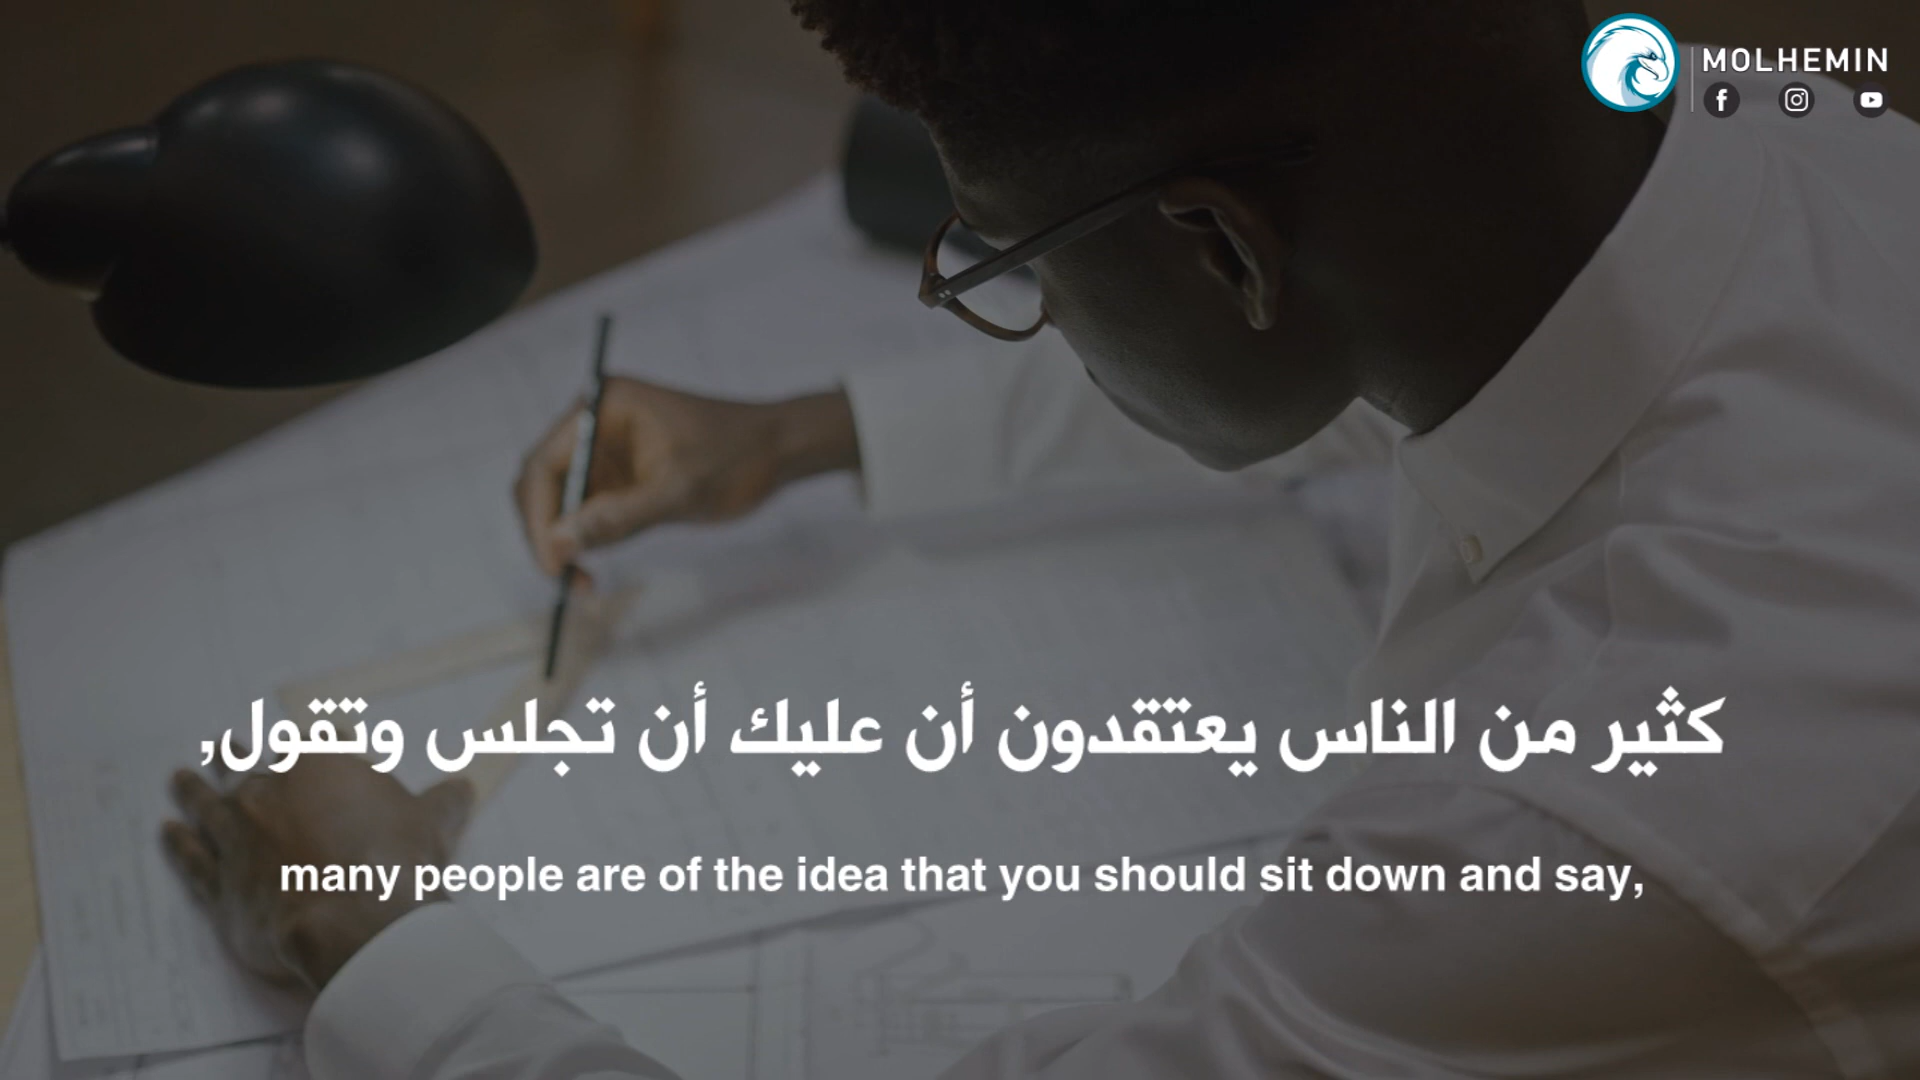 MOLHEMIN
كثير من الناس يعتقدون أن عليك أن تجلس وتقول,
many people are of the idea that you should sit down and say,